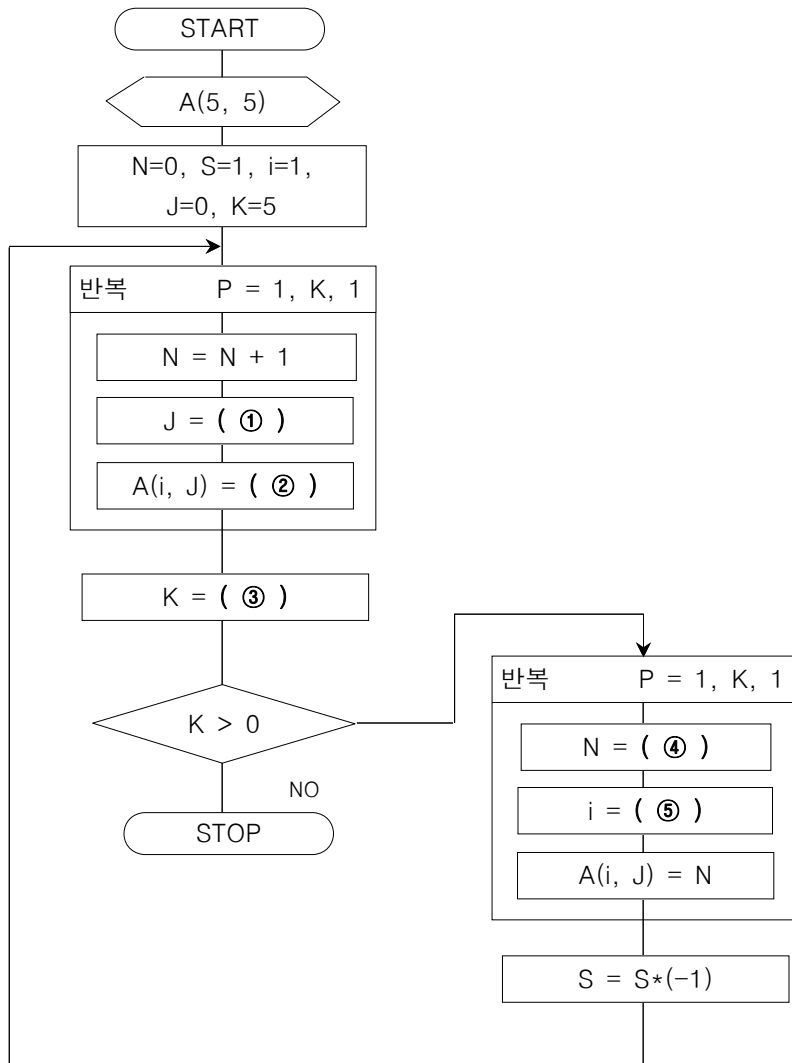 START
A(5, 5)
N=0, S=1, i=1,
J=0, K=5
반복 P = 1, K, 1
N = N + 1
J = ( ① )
A(i, J) = ( ② )
K = ( ③ )
K > 0
NO
STOP
반복 P = 1, K, 1
N = ( ④ )
i = ( ⑤ )
A(i, J) = N
S = S*(-1)